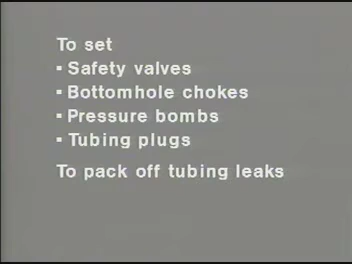 To set
▪ Safety valves
▪ Bottomhole chokes
▪ Pressure bombs
▪ Tubing plugs
To pack off tubing leaks